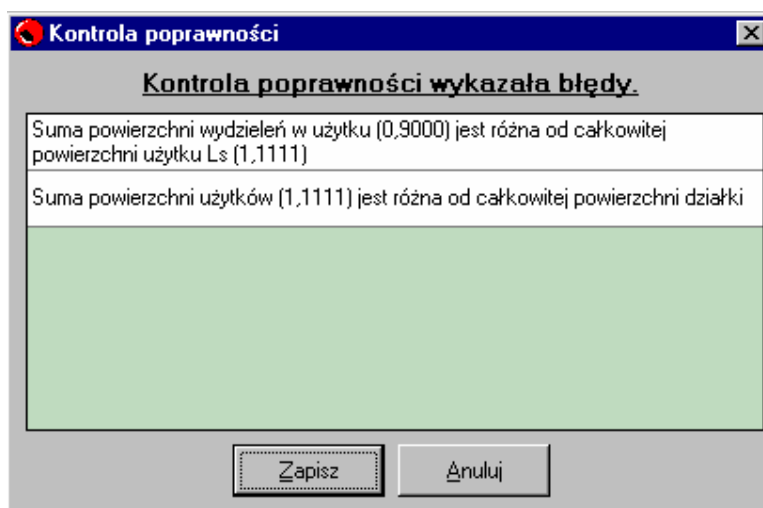 Kontrola poprawności
Kontrola poprawności wykazała błędy.
Suma powierzchni wydzieleń w użytku (0,9000) jest różna od całkowitej
powierzchni użytku Ls (1,1111)
Suma powierzchni użytków (1,1111) jest różna od całkowitej powierzchni działki
Zapisz Anuluj